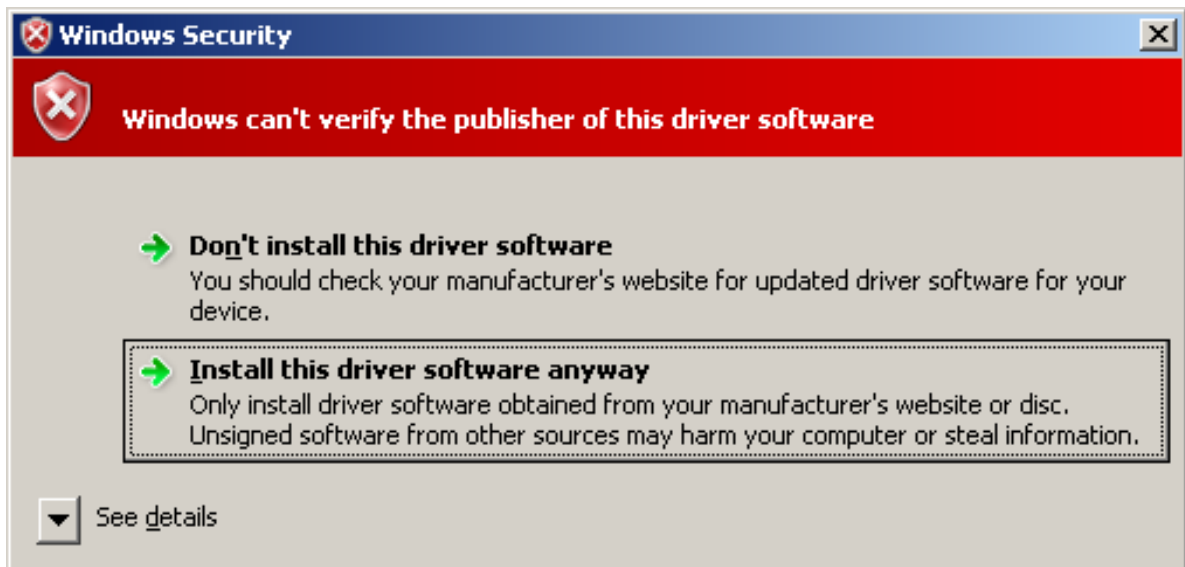 Windows Security
Windows can't verify the publisher of this driver software
Don't install this driver software
You should check your manufacturer's website for updated driver software for your
device.
Install this driver software anyway
Only install driver software obtained from your manufacturer's website or disc.
Unsigned software from other sources may harm your computer or steal information.
See details